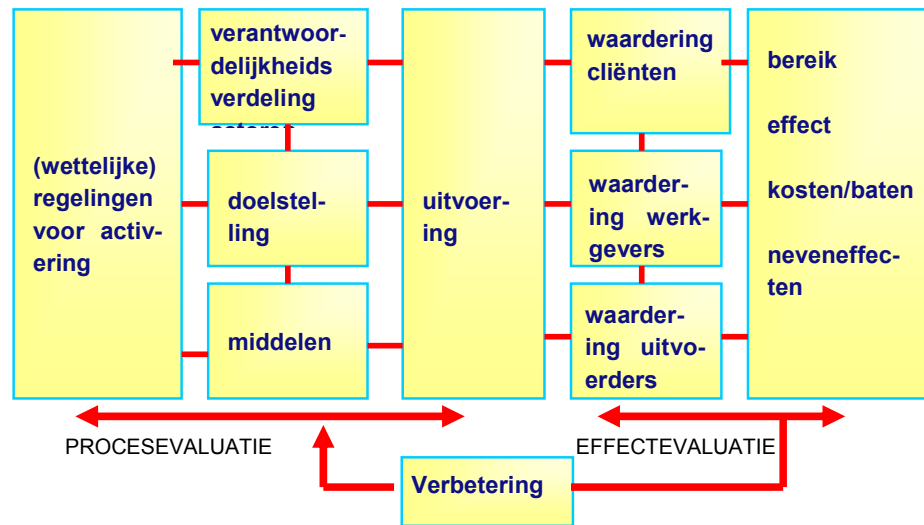 (wettelijke)
regelingen
voor activ-
ering
verantwoor-
delijkheids
verdeling
doelstel-
ling
middelen
uitvoer-
ing
waardering
cliënten
waarder-
ing werk-
gevers
waarder-
ing uitvo-
erders
bereik
effect
kosten/baten
neveneffec-
ten
PROCESEVALUATIE
EFFECTEVALUATIE
Verbetering